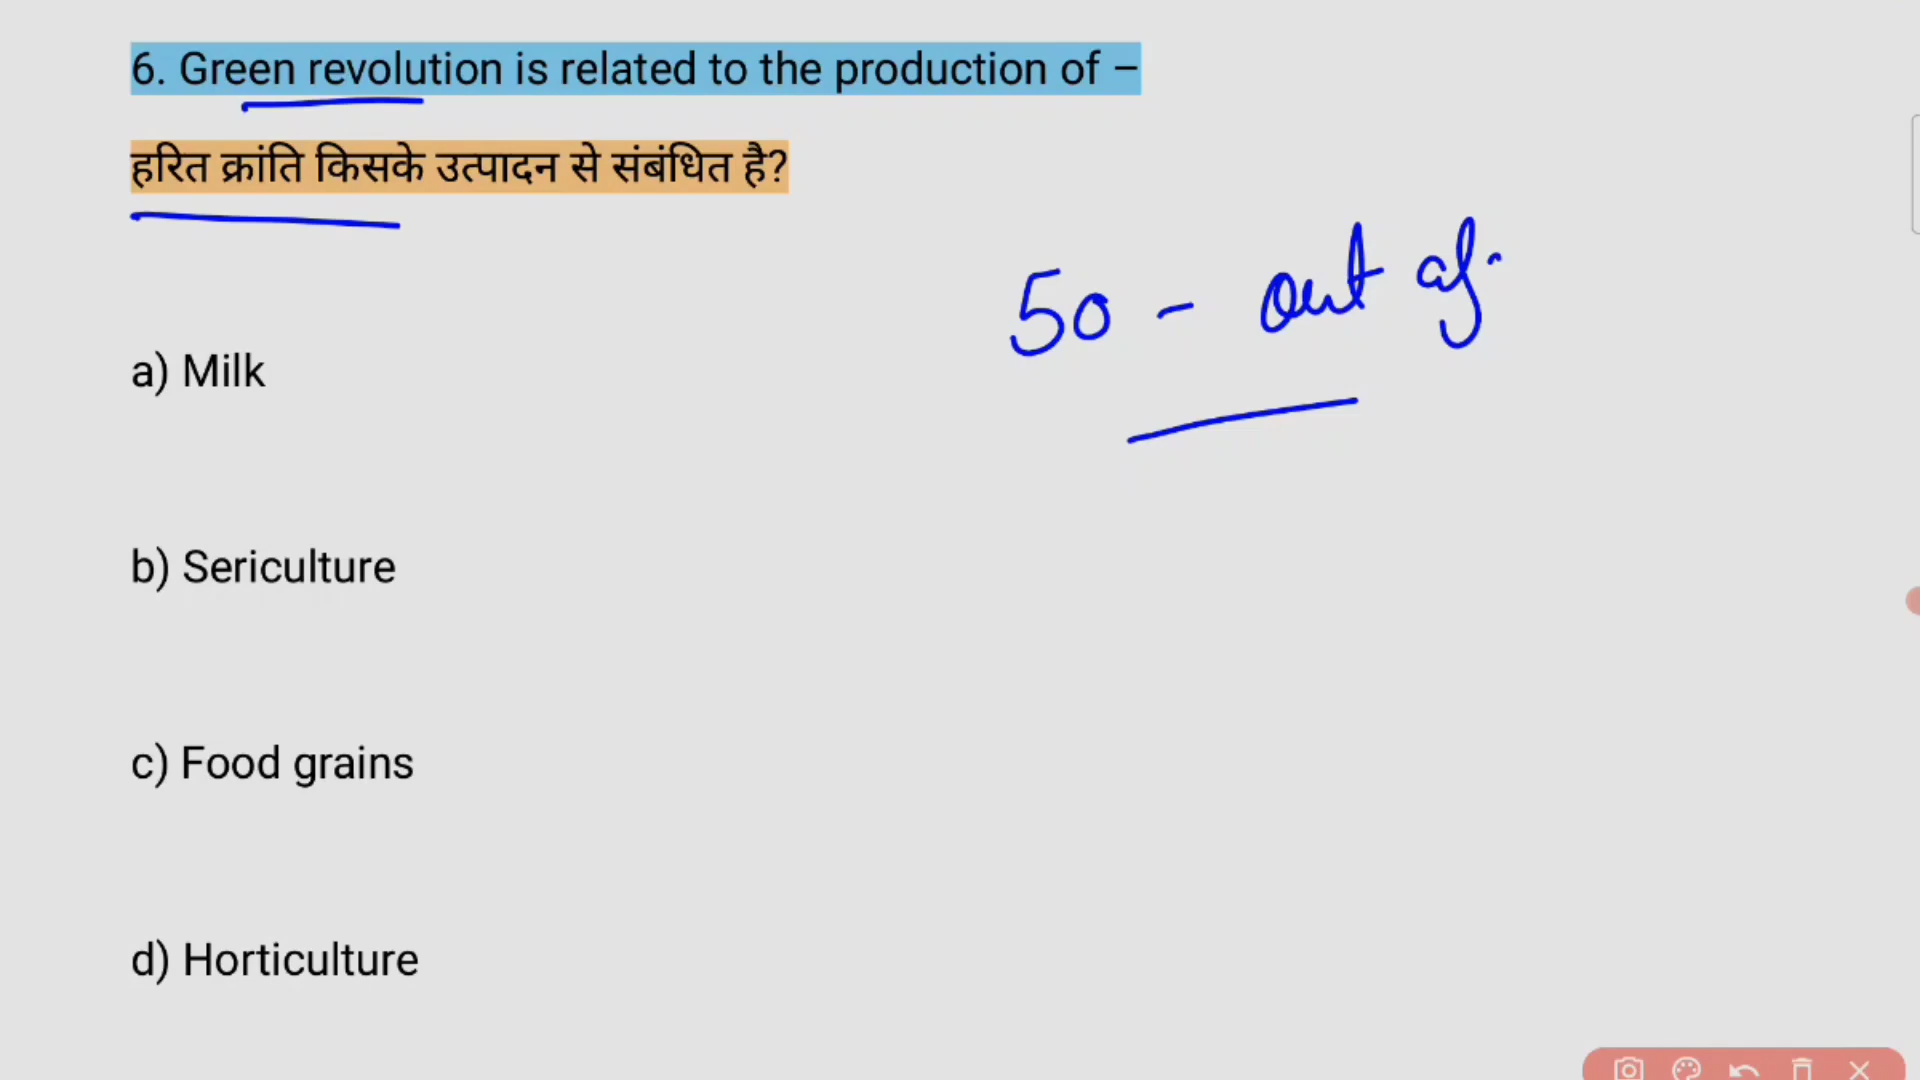 6. Green revolution is related to the production of –
हरित क्रांति किसके उत्पादन से संबंधित है?
50 - out of.
a) Milk
b) Sericulture
c) Food grains
d) Horticulture